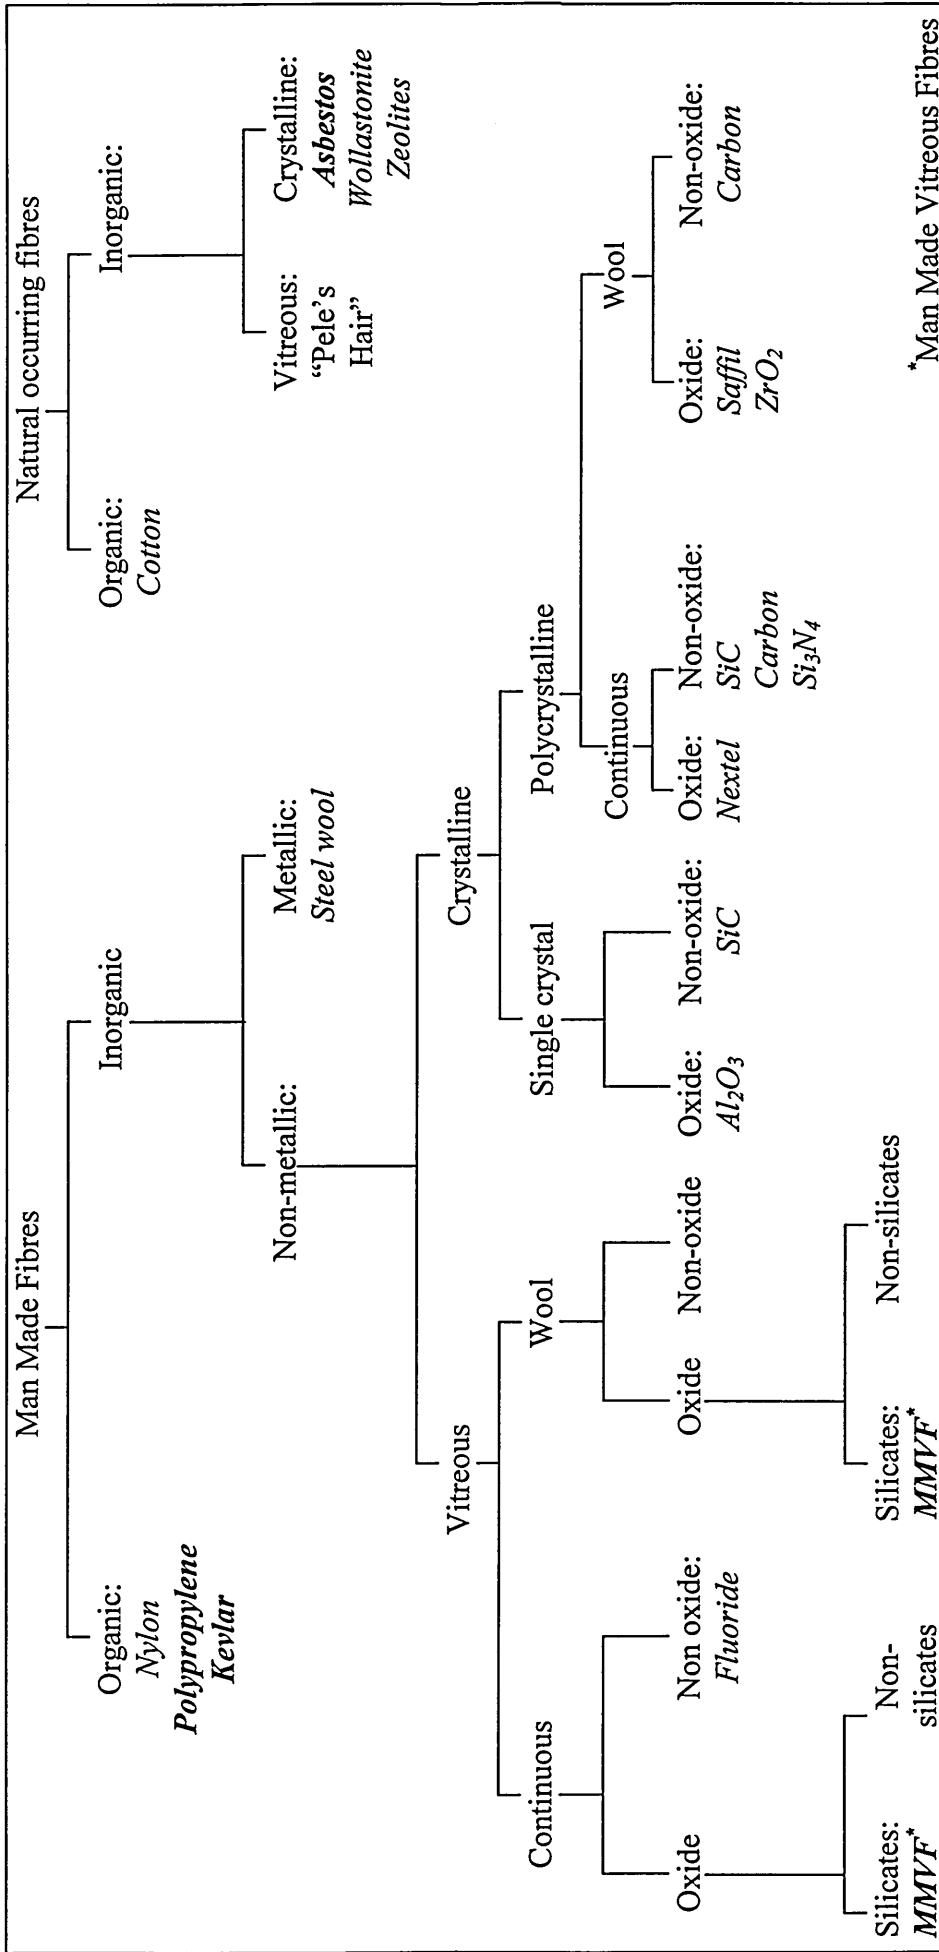 Man Made Fibres
Natural occurring fibres
Organic:
Nylon
Polypropylene
Kevlar
Inorganic
Organic:
Cotton
Inorganic:
Non-metallic:
Metallic:
Steel wool
Vitreous:
“Pele's
Hair”
Crystalline:
Asbestos
Wollastonite
Zeolites
Vitreous
Crystalline
Continuous
Wool
Single crystal
Polycrystalline
Continuous
Wool
Oxide
Non oxide:
Fluoride
Oxide
Non-oxide
Oxide:
Al₂O₃
Non-oxide:
SiC
Oxide:
Nextel
Non-oxide:
SiC
Carbon
Si₃N₄
Oxide:
Saffil
ZrO₂
Non-oxide:
Carbon
Silicates:
MMVF*
Non-
silicates
Silicates:
MMVF*
Non-silicates
*Man Made Vitreous Fibres